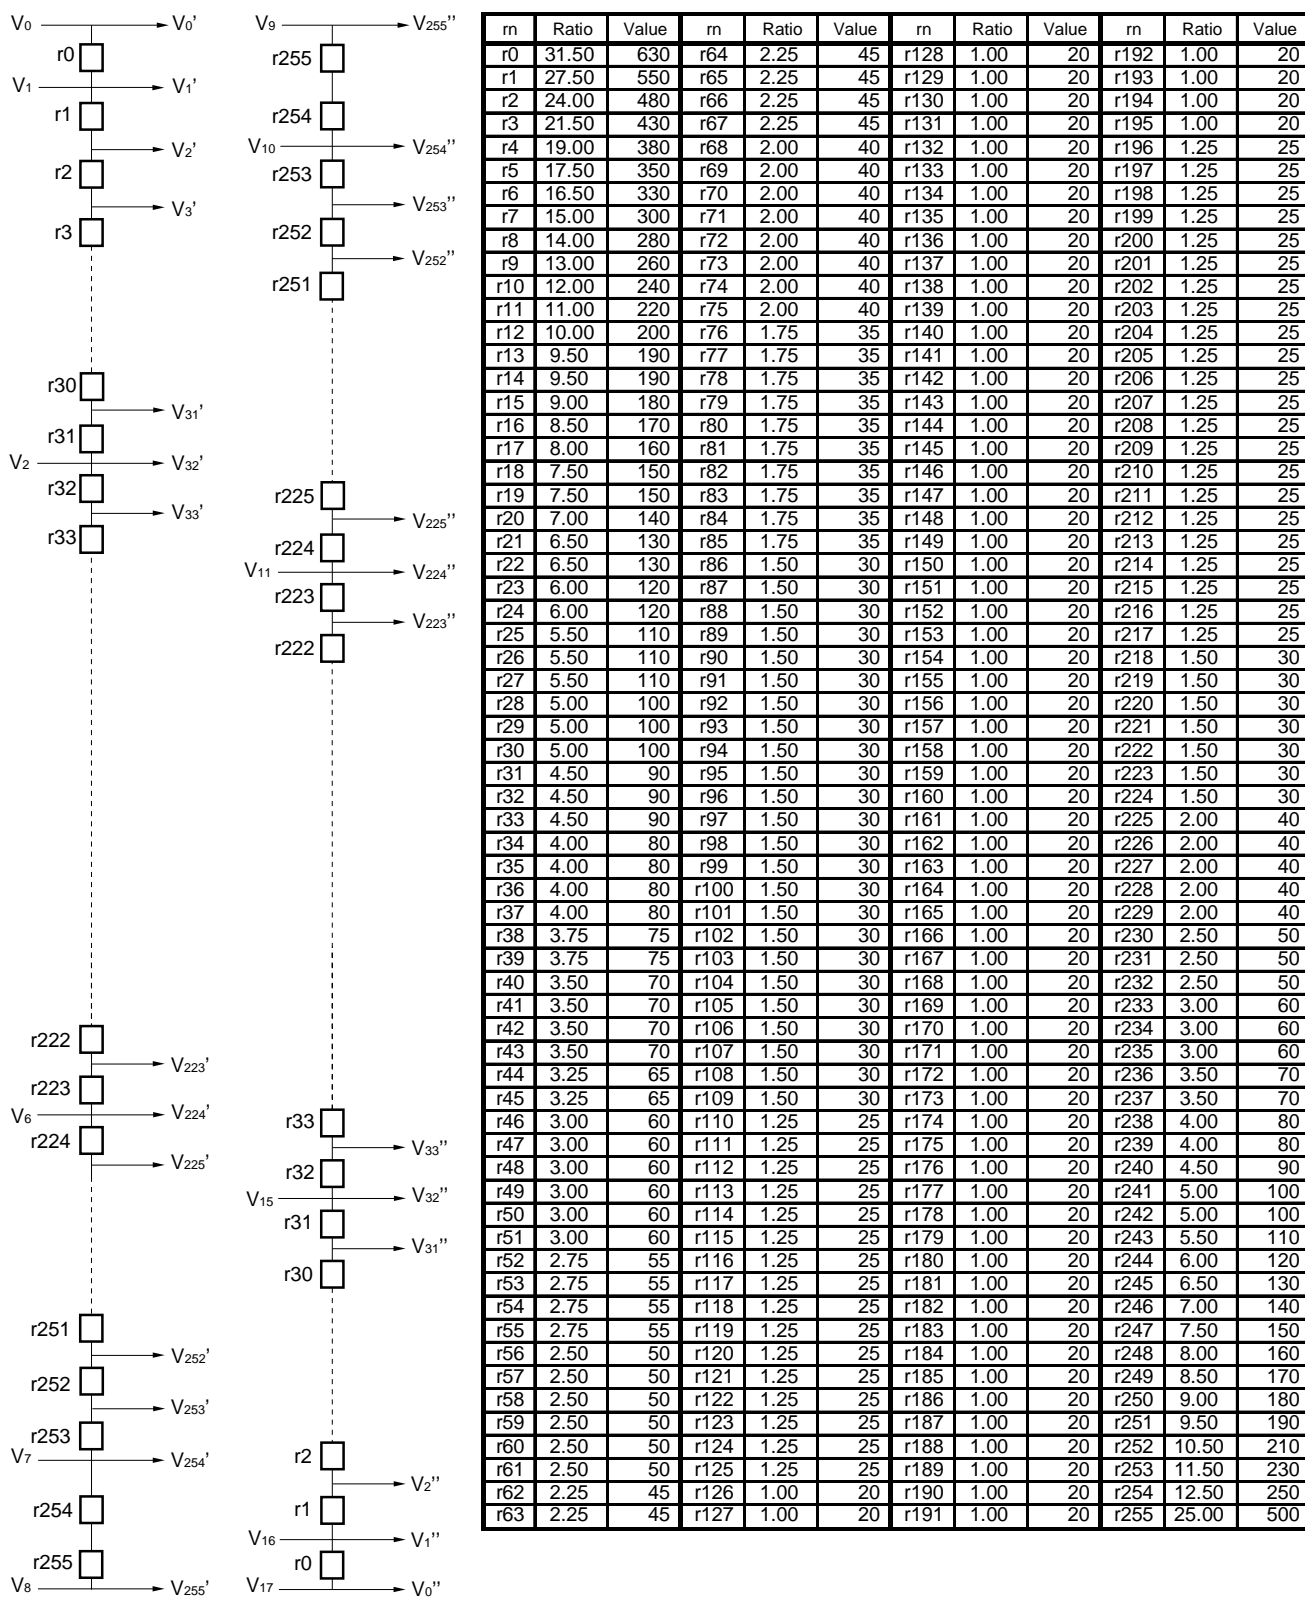 V0 V0'
r0
V1 V1'
r1
V2'
r2
V3'
r3
r30
V31'
r31
V2 V32'
r32
V33'
r33
r222
V223'
r223
V6 V224'
r224
V225'
r251
V252'
r252
V253'
r253
V7 V254'
r254
r255
V8 V255'
V9 V255''
r255
r254
V10 V254''
r253
V253''
r252
V252''
r251
r225
V225''
r224
V11 V224''
r223
V223''
r222
r33
V33''
r32
V15 V32''
r31
V31''
r30
r2
V2''
r1
V16 V1''
r0
V17 V0''
rn Ratio Value rn Ratio Value rn Ratio Value rn Ratio Value
r0 31.50 630 r64 2.25 45 r128 1.00 20 r192 1.00 20
r1 27.50 550 r65 2.25 45 r129 1.00 20 r193 1.00 20
r2 24.00 480 r66 2.25 45 r130 1.00 20 r194 1.00 20
r3 21.50 430 r67 2.25 45 r131 1.00 20 r195 1.00 20
r4 19.00 380 r68 2.00 40 r132 1.00 20 r196 1.25 25
r5 17.50 350 r69 2.00 40 r133 1.00 20 r197 1.25 25
r6 16.50 330 r70 2.00 40 r134 1.00 20 r198 1.25 25
r7 15.00 300 r71 2.00 40 r135 1.00 20 r199 1.25 25
r8 14.00 280 r72 2.00 40 r136 1.00 20 r200 1.25 25
r9 13.00 260 r73 2.00 40 r137 1.00 20 r201 1.25 25
r10 12.00 240 r74 2.00 40 r138 1.00 20 r202 1.25 25
r11 11.00 220 r75 2.00 40 r139 1.00 20 r203 1.25 25
r12 10.00 200 r76 1.75 35 r140 1.00 20 r204 1.25 25
r13 9.50 190 r77 1.75 35 r141 1.00 20 r205 1.25 25
r14 9.50 190 r78 1.75 35 r142 1.00 20 r206 1.25 25
r15 9.00 180 r79 1.75 35 r143 1.00 20 r207 1.25 25
r16 8.50 170 r80 1.75 35 r144 1.00 20 r208 1.25 25
r17 8.00 160 r81 1.75 35 r145 1.00 20 r209 1.25 25
r18 7.50 150 r82 1.75 35 r146 1.00 20 r210 1.25 25
r19 7.50 150 r83 1.75 35 r147 1.00 20 r211 1.25 25
r20 7.00 140 r84 1.75 35 r148 1.00 20 r212 1.25 25
r21 6.50 130 r85 1.75 35 r149 1.00 20 r213 1.25 25
r22 6.50 130 r86 1.50 30 r150 1.00 20 r214 1.25 25
r23 6.00 120 r87 1.50 30 r151 1.00 20 r215 1.25 25
r24 6.00 120 r88 1.50 30 r152 1.00 20 r216 1.25 25
r25 5.50 110 r89 1.50 30 r153 1.00 20 r217 1.25 25
r26 5.50 110 r90 1.50 30 r154 1.00 20 r218 1.50 30
r27 5.50 110 r91 1.50 30 r155 1.00 20 r219 1.50 30
r28 5.00 100 r92 1.50 30 r156 1.00 20 r220 1.50 30
r29 5.00 100 r93 1.50 30 r157 1.00 20 r221 1.50 30
r30 5.00 100 r94 1.50 30 r158 1.00 20 r222 1.50 30
r31 4.50 90 r95 1.50 30 r159 1.00 20 r223 1.50 30
r32 4.50 90 r96 1.50 30 r160 1.00 20 r224 1.50 30
r33 4.50 90 r97 1.50 30 r161 1.00 20 r225 2.00 40
r34 4.00 80 r98 1.50 30 r162 1.00 20 r226 2.00 40
r35 4.00 80 r99 1.50 30 r163 1.00 20 r227 2.00 40
r36 4.00 80 r100 1.50 30 r164 1.00 20 r228 2.00 40
r37 4.00 80 r101 1.50 30 r165 1.00 20 r229 2.00 40
r38 3.75 75 r102 1.50 30 r166 1.00 20 r230 2.50 50
r39 3.75 75 r103 1.50 30 r167 1.00 20 r231 2.50 50
r40 3.50 70 r104 1.50 30 r168 1.00 20 r232 2.50 50
r41 3.50 70 r105 1.50 30 r169 1.00 20 r233 3.00 60
r42 3.50 70 r106 1.50 30 r170 1.00 20 r234 3.00 60
r43 3.50 70 r107 1.50 30 r171 1.00 20 r235 3.00 60
r44 3.25 65 r108 1.50 30 r172 1.00 20 r236 3.50 70
r45 3.25 65 r109 1.50 30 r173 1.00 20 r237 3.50 70
r46 3.00 60 r110 1.25 25 r174 1.00 20 r238 4.00 80
r47 3.00 60 r111 1.25 25 r175 1.00 20 r239 4.00 80
r48 3.00 60 r112 1.25 25 r176 1.00 20 r240 4.50 90
r49 3.00 60 r113 1.25 25 r177 1.00 20 r241 5.00 100
r50 3.00 60 r114 1.25 25 r178 1.00 20 r242 5.00 100
r51 3.00 60 r115 1.25 25 r179 1.00 20 r243 5.50 110
r52 2.75 55 r116 1.25 25 r180 1.00 20 r244 6.00 120
r53 2.75 55 r117 1.25 25 r181 1.00 20 r245 6.50 130
r54 2.75 55 r118 1.25 25 r182 1.00 20 r246 7.00 140
r55 2.75 55 r119 1.25 25 r183 1.00 20 r247 7.50 150
r56 2.50 50 r120 1.25 25 r184 1.00 20 r248 8.00 160
r57 2.50 50 r121 1.25 25 r185 1.00 20 r249 8.50 170
r58 2.50 50 r122 1.25 25 r186 1.00 20 r250 9.00 180
r59 2.50 50 r123 1.25 25 r187 1.00 20 r251 9.50 190
r60 2.50 50 r124 1.25 25 r188 1.00 20 r252 10.50 210
r61 2.50 50 r125 1.25 25 r189 1.00 20 r253 11.50 230
r62 2.25 45 r126 1.00 20 r190 1.00 20 r254 12.50 250
r63 2.25 45 r127 1.00 20 r191 1.00 20 r255 25.00 500